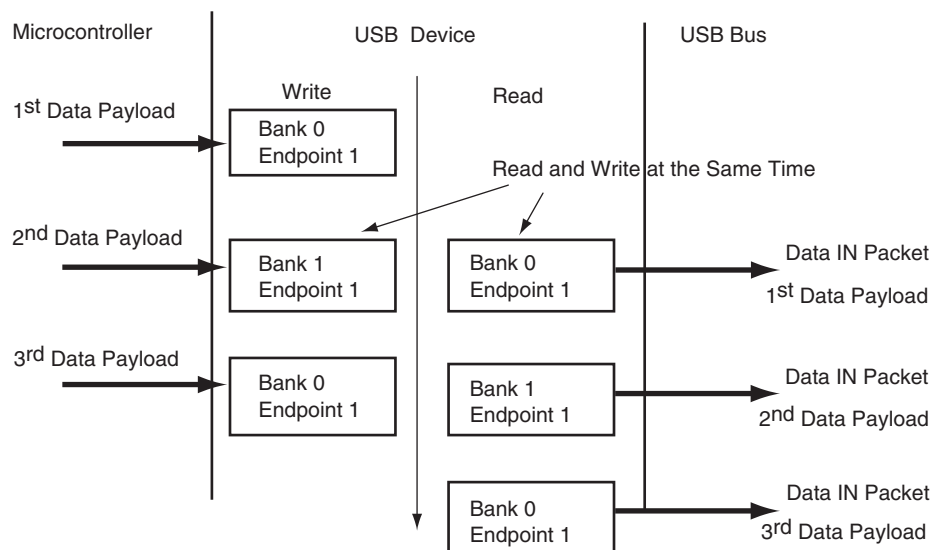 Microcontroller
USB Device
USB Bus
Write
Read
1st Data Payload
Bank 0
Endpoint 1
Read and Write at the Same Time
2nd Data Payload
Bank 1
Endpoint 1
Bank 0
Endpoint 1
Data IN Packet
1st Data Payload
3rd Data Payload
Bank 0
Endpoint 1
Bank 1
Endpoint 1
Data IN Packet
2nd Data Payload
Bank 0
Endpoint 1
Data IN Packet
3rd Data Payload